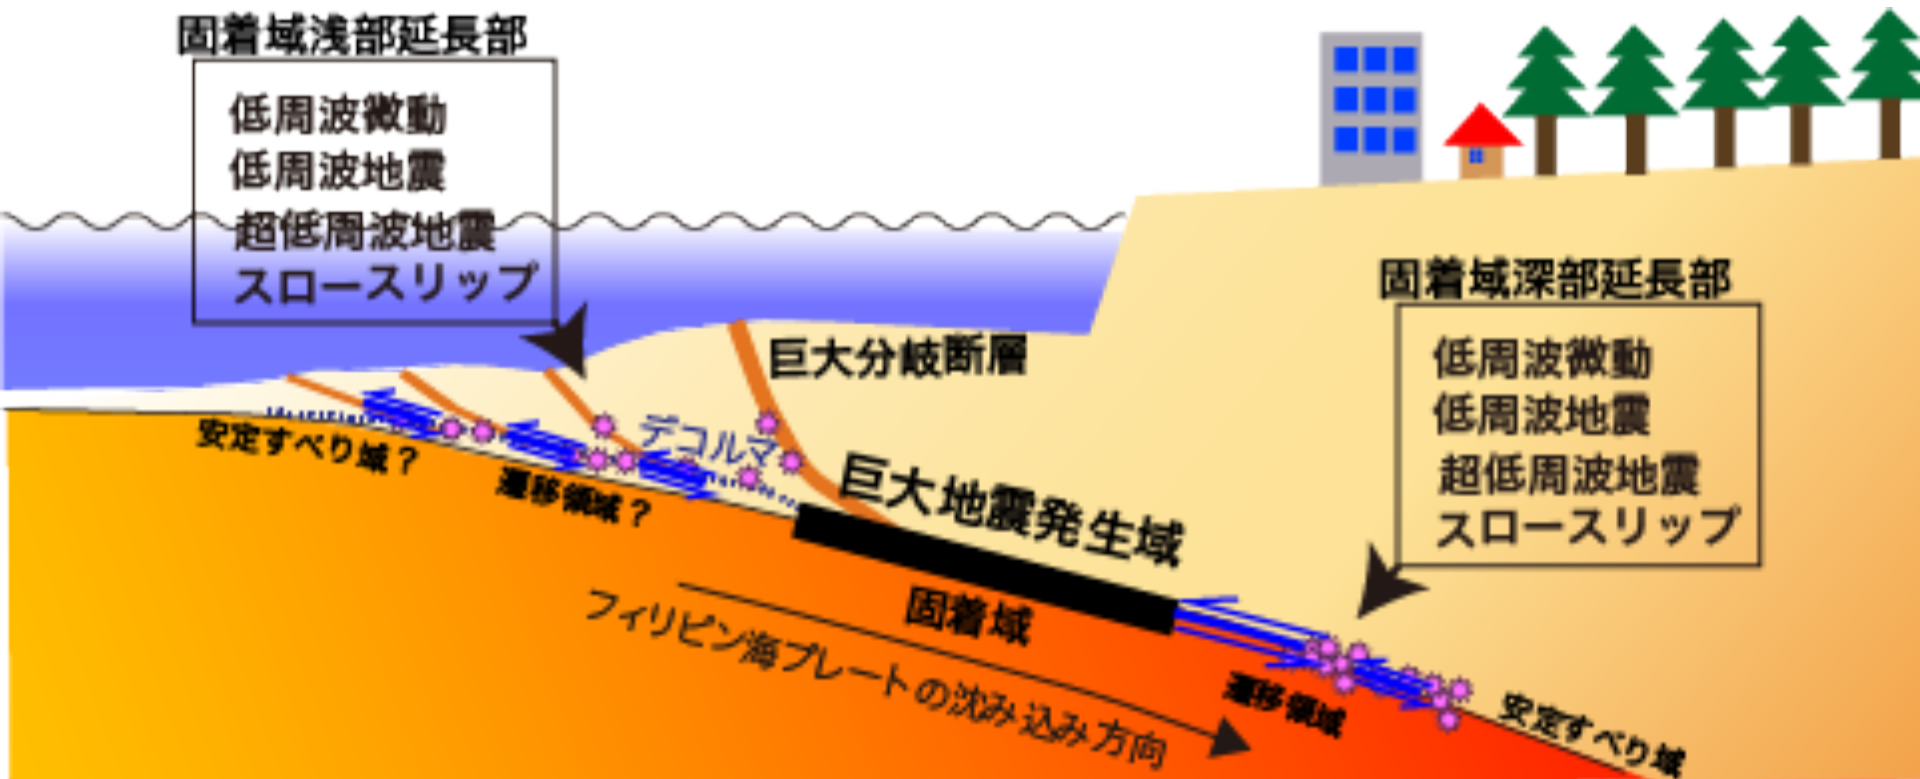 固着域浅部延長部
低周波微動
低周波地震
超低周波地震
スロースリップ
固着域深部延長部
低周波微動
低周波地震
超低周波地震
スロースリップ
巨大分岐断層
デコルマ
安定すべり域？
遷移領域？
巨大地震発生域
固着域
フィリピン海プレートの沈み込み方向
遷移領域
安定すべり域